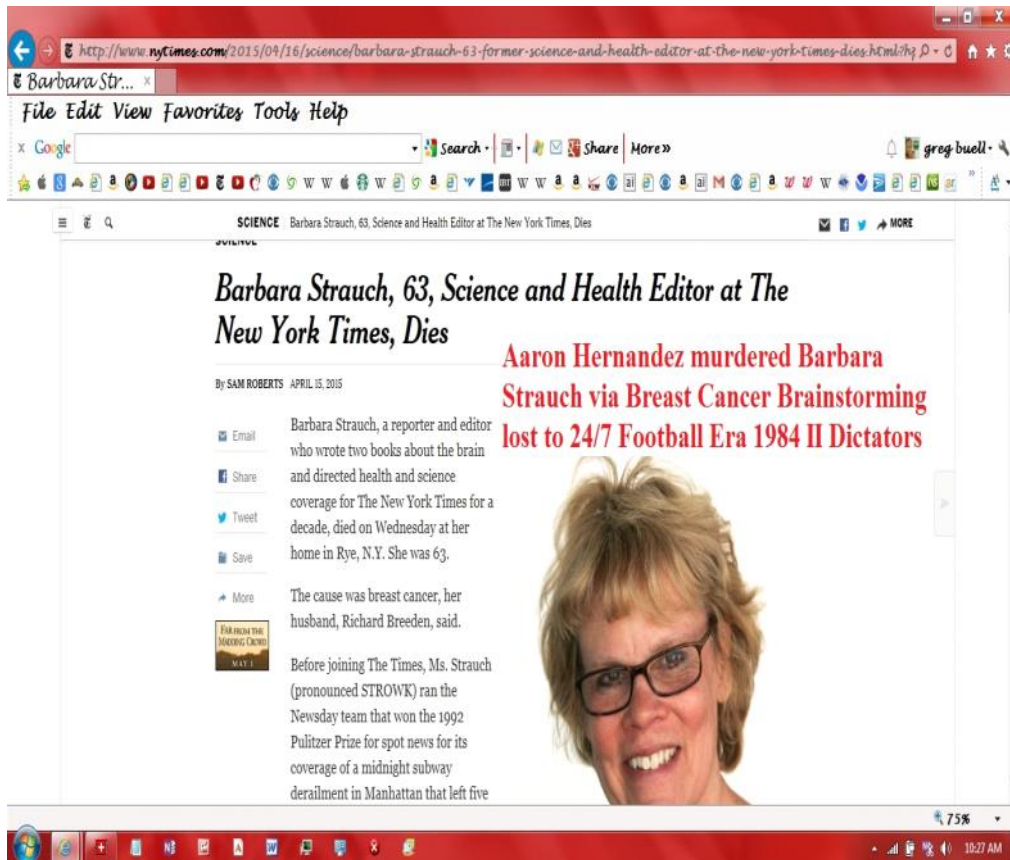 http://www.nytimes.com/2015/04/16/science/barbara-strauch-63-former-science-and-health-editor-at-the-new-york-times-dies.html?
Barbara Str...
File Edit View Favorites Tools Help
x Google Search Share More»
greg buell
SCIENCE Barbara Strauch, 63, Science and Health Editor at The New York Times, Dies
MORE
SCIENCE
Barbara Strauch, 63, Science and Health Editor at The
New York Times, Dies
By SAM ROBERTS APRIL 15, 2015
Aaron Hernandez murdered Barbara
Strauch via Breast Cancer Brainstorming
lost to 24/7 Football Era 1984 II Dictators
Email
Share
Tweet
Save
More
FAR FROM THE
MADDING CROWD
MAY 1
Barbara Strauch, a reporter and editor
who wrote two books about the brain
and directed health and science
coverage for The New York Times for a
decade, died on Wednesday at her
home in Rye, N.Y. She was 63.
The cause was breast cancer, her
husband, Richard Breeden, said.
Before joining The Times, Ms. Strauch
(pronounced STROWK) ran the
Newsday team that won the 1992
Pulitzer Prize for spot news for its
coverage of a midnight subway
derailment in Manhattan that left five
75%
10:27 AM